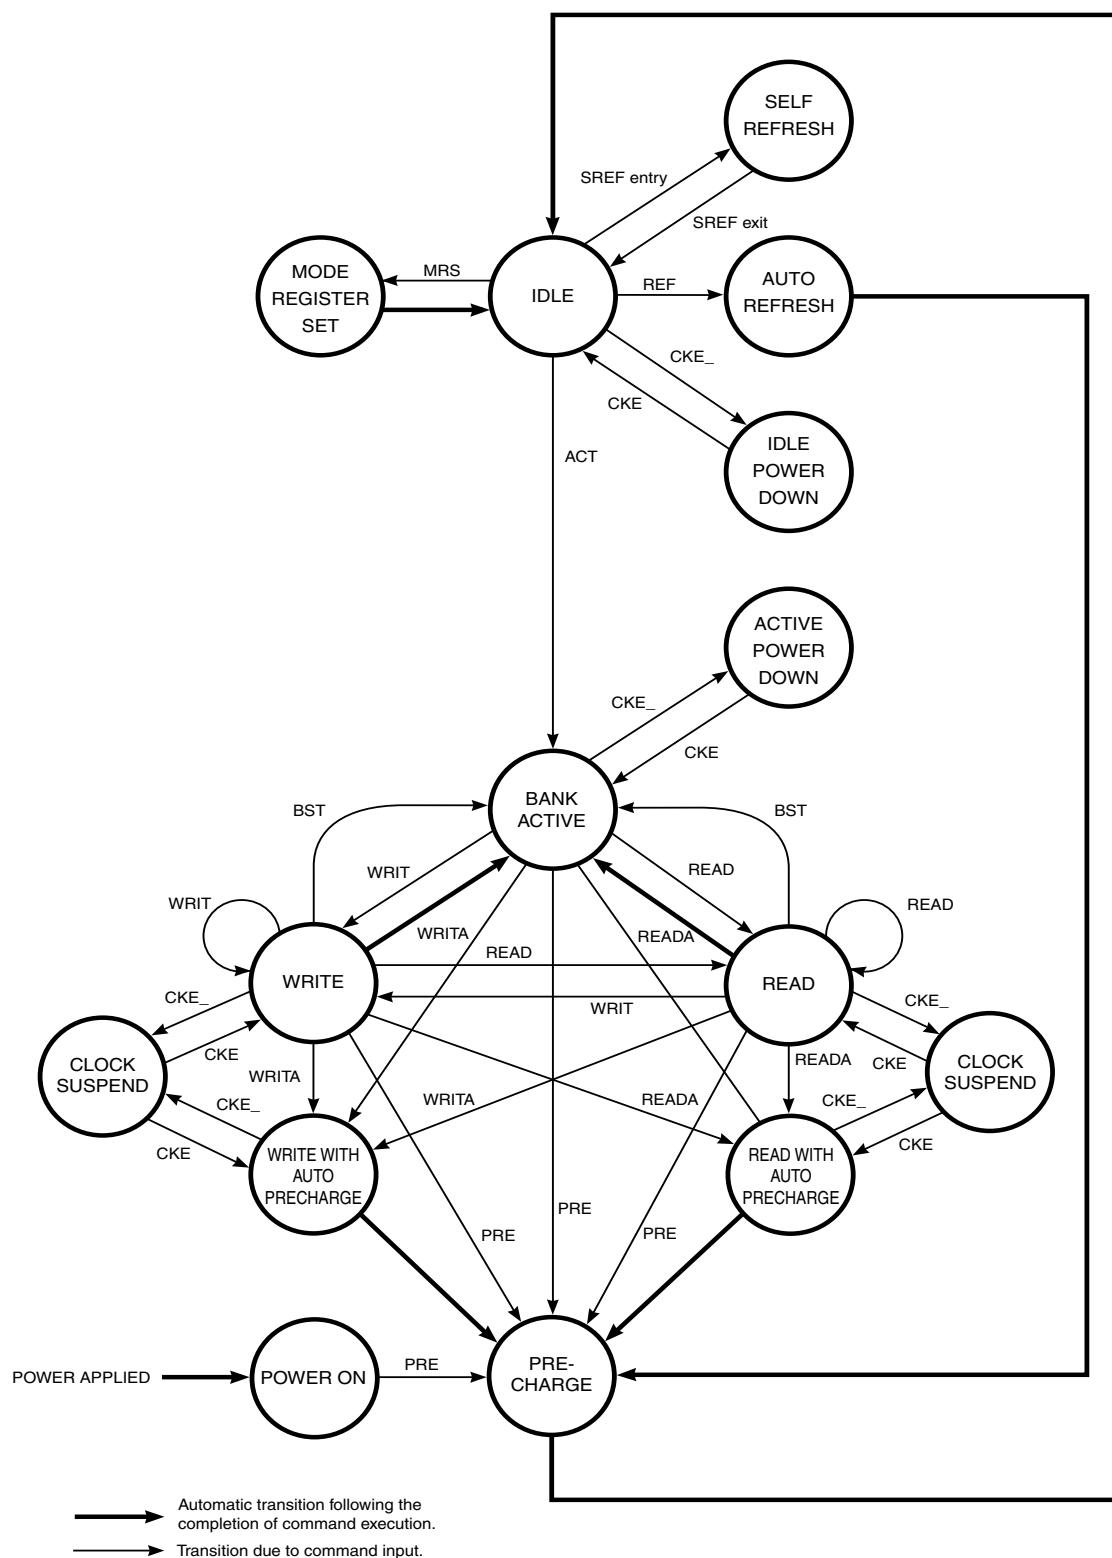 SELF
REFRESH
SREF entry
SREF exit
MODE
REGISTER
SET
MRS
IDLE
REF
AUTO
REFRESH
CKE_
CKE
IDLE
POWER
DOWN
ACT
ACTIVE
POWER
DOWN
CKE_
CKE
BANK
ACTIVE
BST
BST
WRIT
READ
WRIT
READ
WRITA
READA
READ
WRITE
READ
WRIT
CKE_
CKE_
CKE
CKE
CLOCK
SUSPEND
CLOCK
SUSPEND
WRITA
READA
CKE_
CKE_
WRITA
READA
CKE
CKE
WRITE WITH
AUTO
PRECHARGE
READ WITH
AUTO
PRECHARGE
PRE
PRE
PRE
POWER APPLIED
POWER ON
PRE
PRE-
CHARGE
Automatic transition following the
completion of command execution.
Transition due to command input.